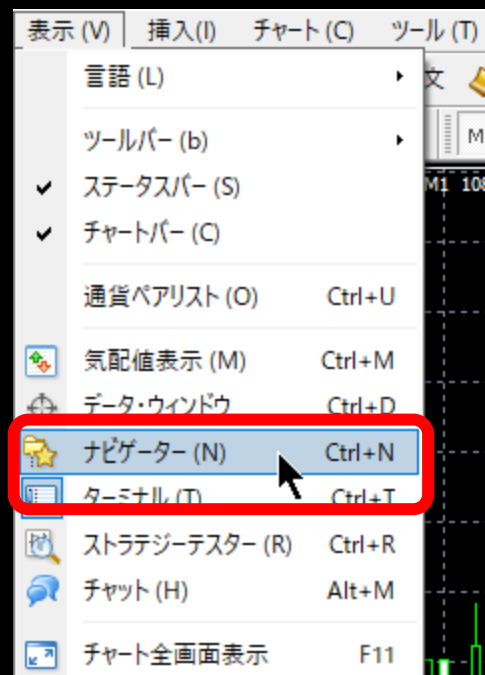 表示 (V) 挿入(I) チャート (C) ツール (T)
言語 (L)
文
ツールバー (b)
M
ステータスバー (S)
M1 108
チャートバー (C)
通貨ペアリスト (O) Ctrl+U
気配値表示 (M) Ctrl+M
データ・ウィンドウ Ctrl+D
ナビゲーター (N) Ctrl+N
ターミナル (T) Ctrl+T
ストラテジーテスター (R) Ctrl+R
チャット (H) Alt+M
チャート全画面表示 F11